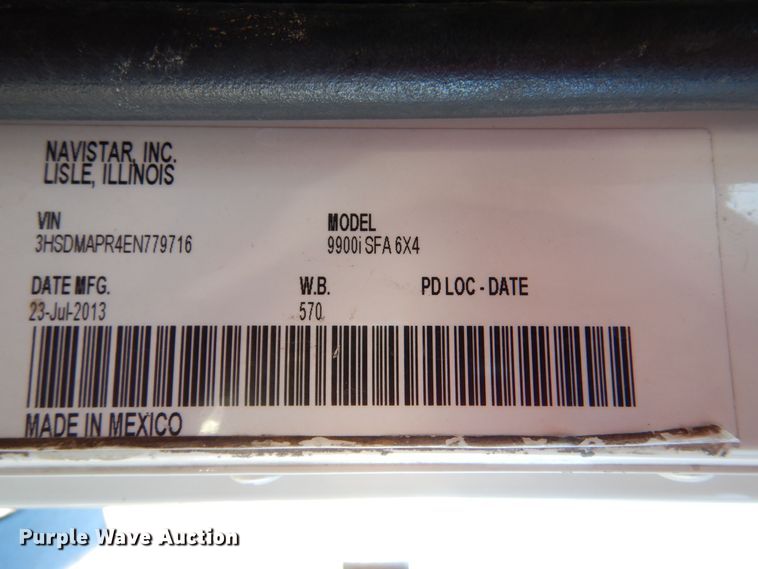 NAVISTAR, INC.
LISLE, ILLINOIS
VIN MODEL
3HSDMAPR4EN779716 9900i SFA 6X4
DATE MFG. W.B. PD LOC - DATE
23-Jul-2013 570
MADE IN MEXICO
Purple Wave Auction